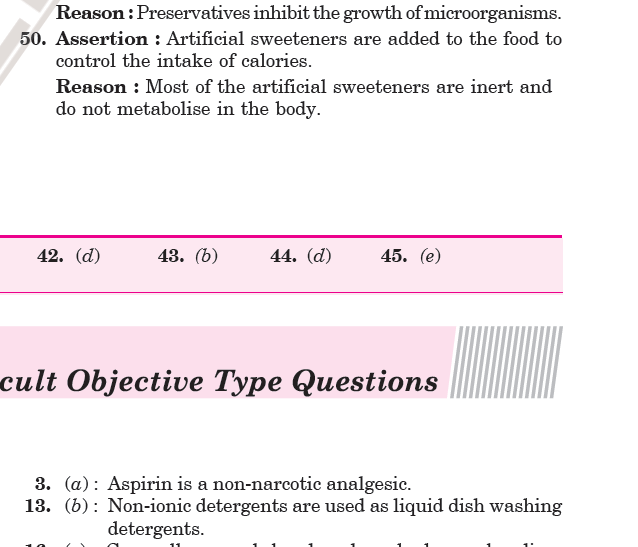 Reason : Preservatives inhibit the growth of microorganisms.
50. Assertion : Artificial sweeteners are added to the food to
control the intake of calories.
Reason : Most of the artificial sweeteners are inert and
do not metabolise in the body.
42. (d) 43. (b) 44. (d) 45. (e)
cult Objective Type Questions
3. (a) : Aspirin is a non-narcotic analgesic.
13. (b) : Non-ionic detergents are used as liquid dish washing
detergents.